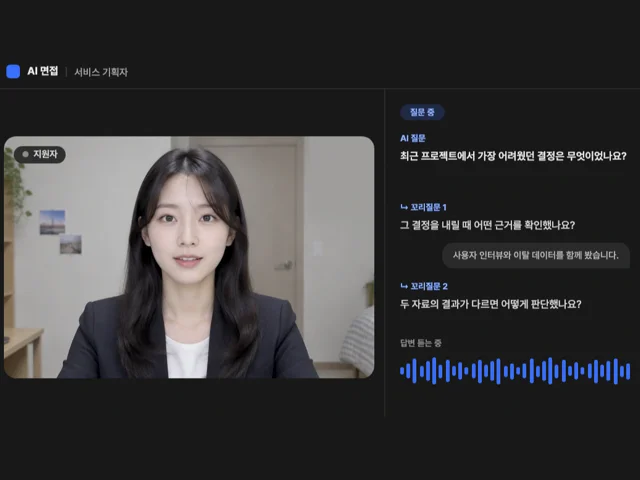 AI 면접 | 서비스 기획자
지원자
질문 중
AI 질문
최근 프로젝트에서 가장 어려웠던 결정은 무엇이었나요?
↳ 꼬리질문 1
그 결정을 내릴 때 어떤 근거를 확인했나요?
사용자 인터뷰와 이탈 데이터를 함께 봤습니다.
↳ 꼬리질문 2
두 자료의 결과가 다르면 어떻게 판단했나요?
답변 듣는 중